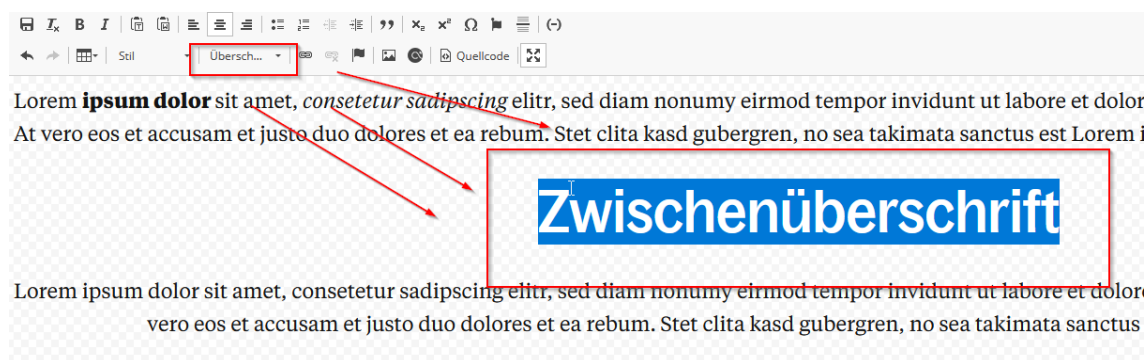 Stil Übersch... Quellcode
Lorem ipsum dolor sit amet, consetetur sadipscing elitr, sed diam nonumy eirmod tempor invidunt ut labore et dolor
At vero eos et accusam et justo duo dolores et ea rebum. Stet clita kasd gubergren, no sea takimata sanctus est Lorem i
Zwischenüberschrift
Lorem ipsum dolor sit amet, consetetur sadipscing elitr, sed diam nonumy eirmod tempor invidunt ut labore et dolore
vero eos et accusam et justo duo dolores et ea rebum. Stet clita kasd gubergren, no sea takimata sanctus